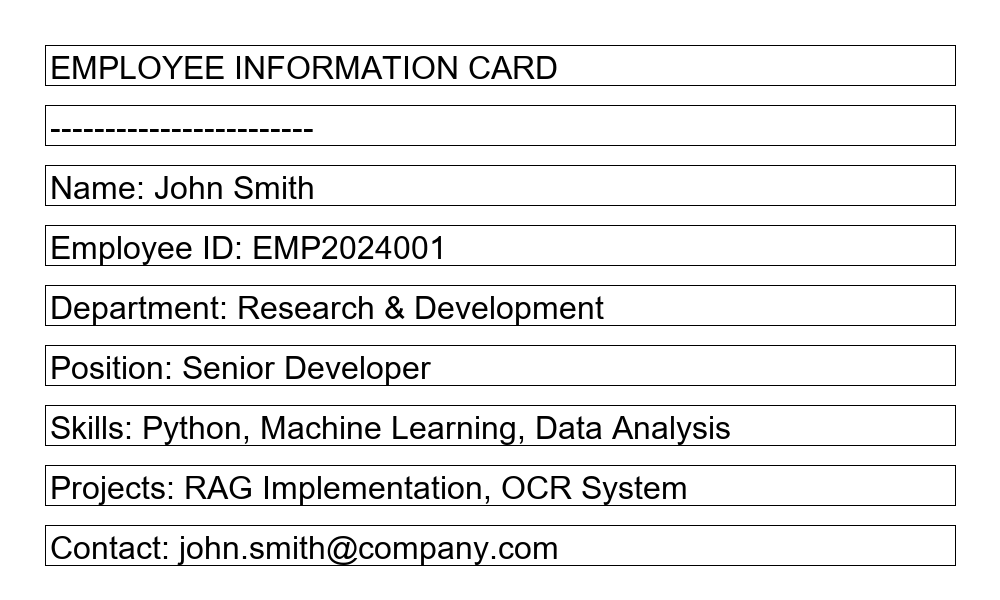 EMPLOYEE INFORMATION CARD
------------------------
Name: John Smith
Employee ID: EMP2024001
Department: Research & Development
Position: Senior Developer
Skills: Python, Machine Learning, Data Analysis
Projects: RAG Implementation, OCR System
Contact: john.smith@company.com